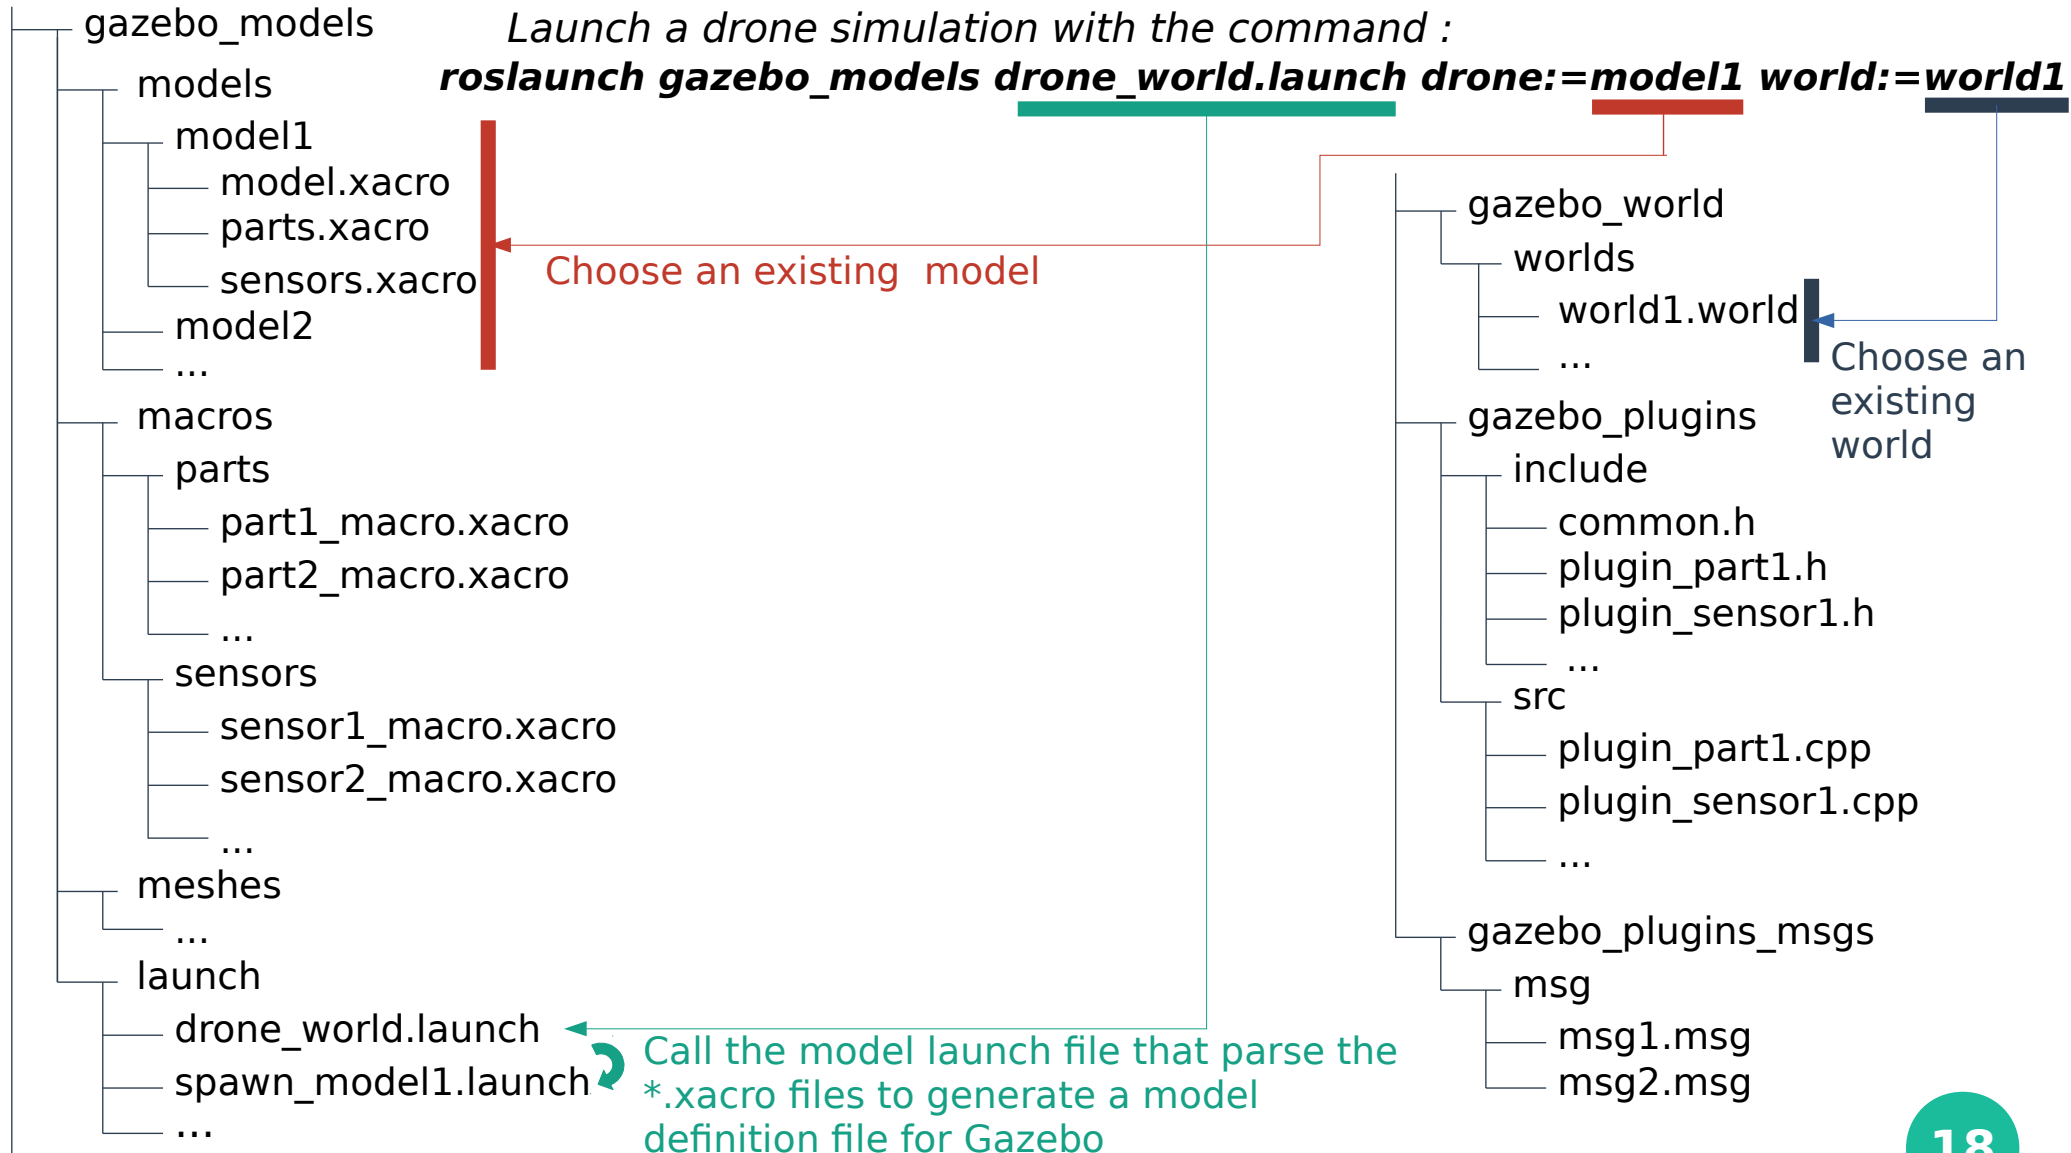 Launch a drone simulation with the command :
roslaunch gazebo_models drone_world.launch drone:=model1 world:=world1
gazebo_models
models
model1
model.xacro
parts.xacro
sensors.xacro
model2
...
Choose an existing  model
macros
parts
part1_macro.xacro
part2_macro.xacro
...
sensors
sensor1_macro.xacro
sensor2_macro.xacro
...
meshes
...
launch
drone_world.launch
spawn_model1.launch
...
Call the model launch file that parse the
*.xacro files to generate a model
definition file for Gazebo
gazebo_world
worlds
world1.world
...
Choose an
existing
world
gazebo_plugins
include
common.h
plugin_part1.h
plugin_sensor1.h
...
src
plugin_part1.cpp
plugin_sensor1.cpp
...
gazebo_plugins_msgs
msg
msg1.msg
msg2.msg
18